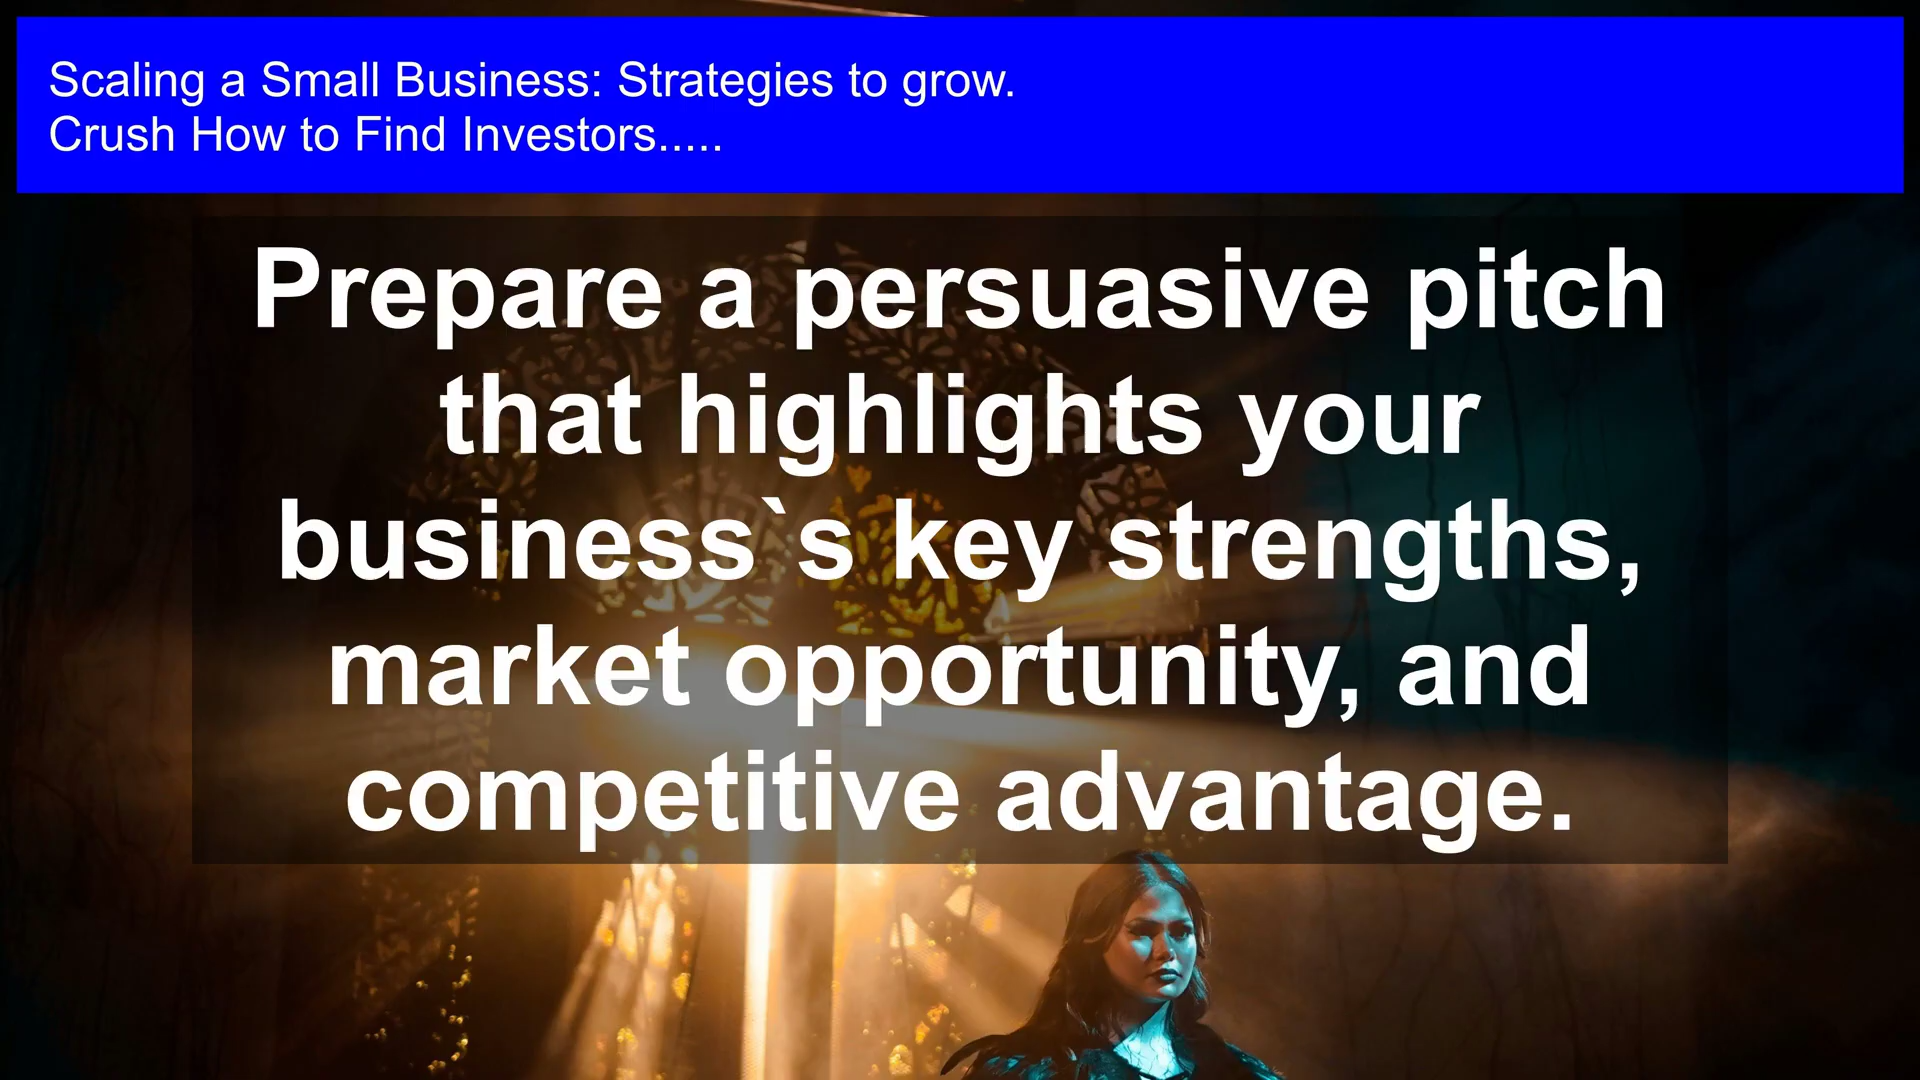 Scaling a Small Business: Strategies to grow.
Crush How to Find Investors.....
Prepare a persuasive pitch
that highlights your
business`s key strengths,
market opportunity, and
competitive advantage.